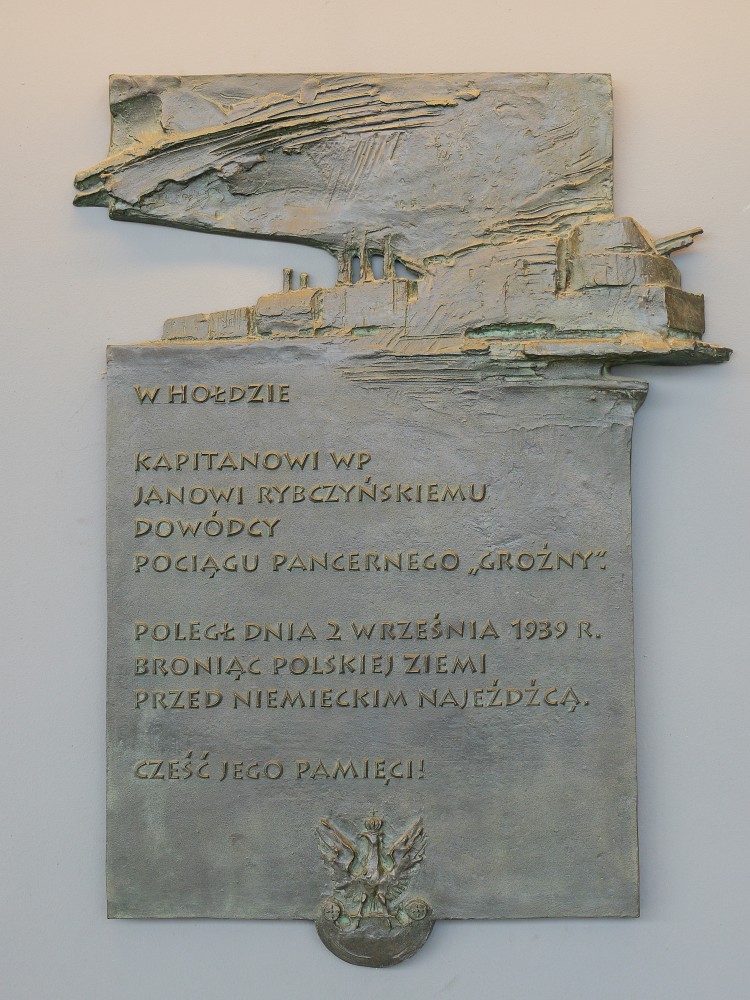 W HOŁDZIE
KAPITANOWI WP
JANOWI RYBCZYŃSKIEMU
DOWÓDCY
POCIĄGU PANCERNEGO „GROŹNY”.
POLEGŁ DNIA 2 WRZEŚNIA 1939 R.
BRONIĄC POLSKIEJ ZIEMI
PRZED NIEMIECKIM NAJEŹDŹCĄ.
CZEŚĆ JEGO PAMIĘCI!